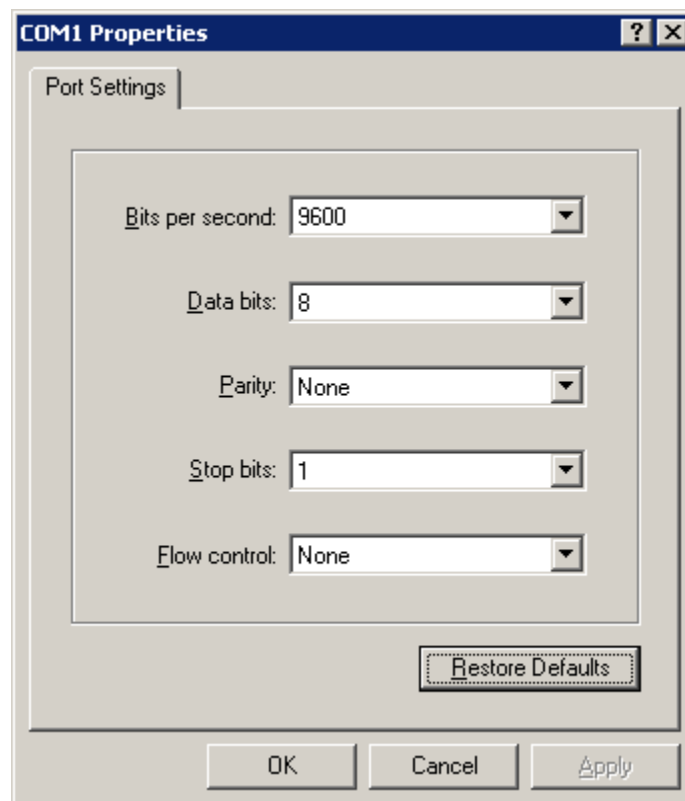 COM1 Properties
Port Settings
Bits per second: 9600
Data bits: 8
Parity: None
Stop bits: 1
Flow control: None
Restore Defaults
OK Cancel Apply